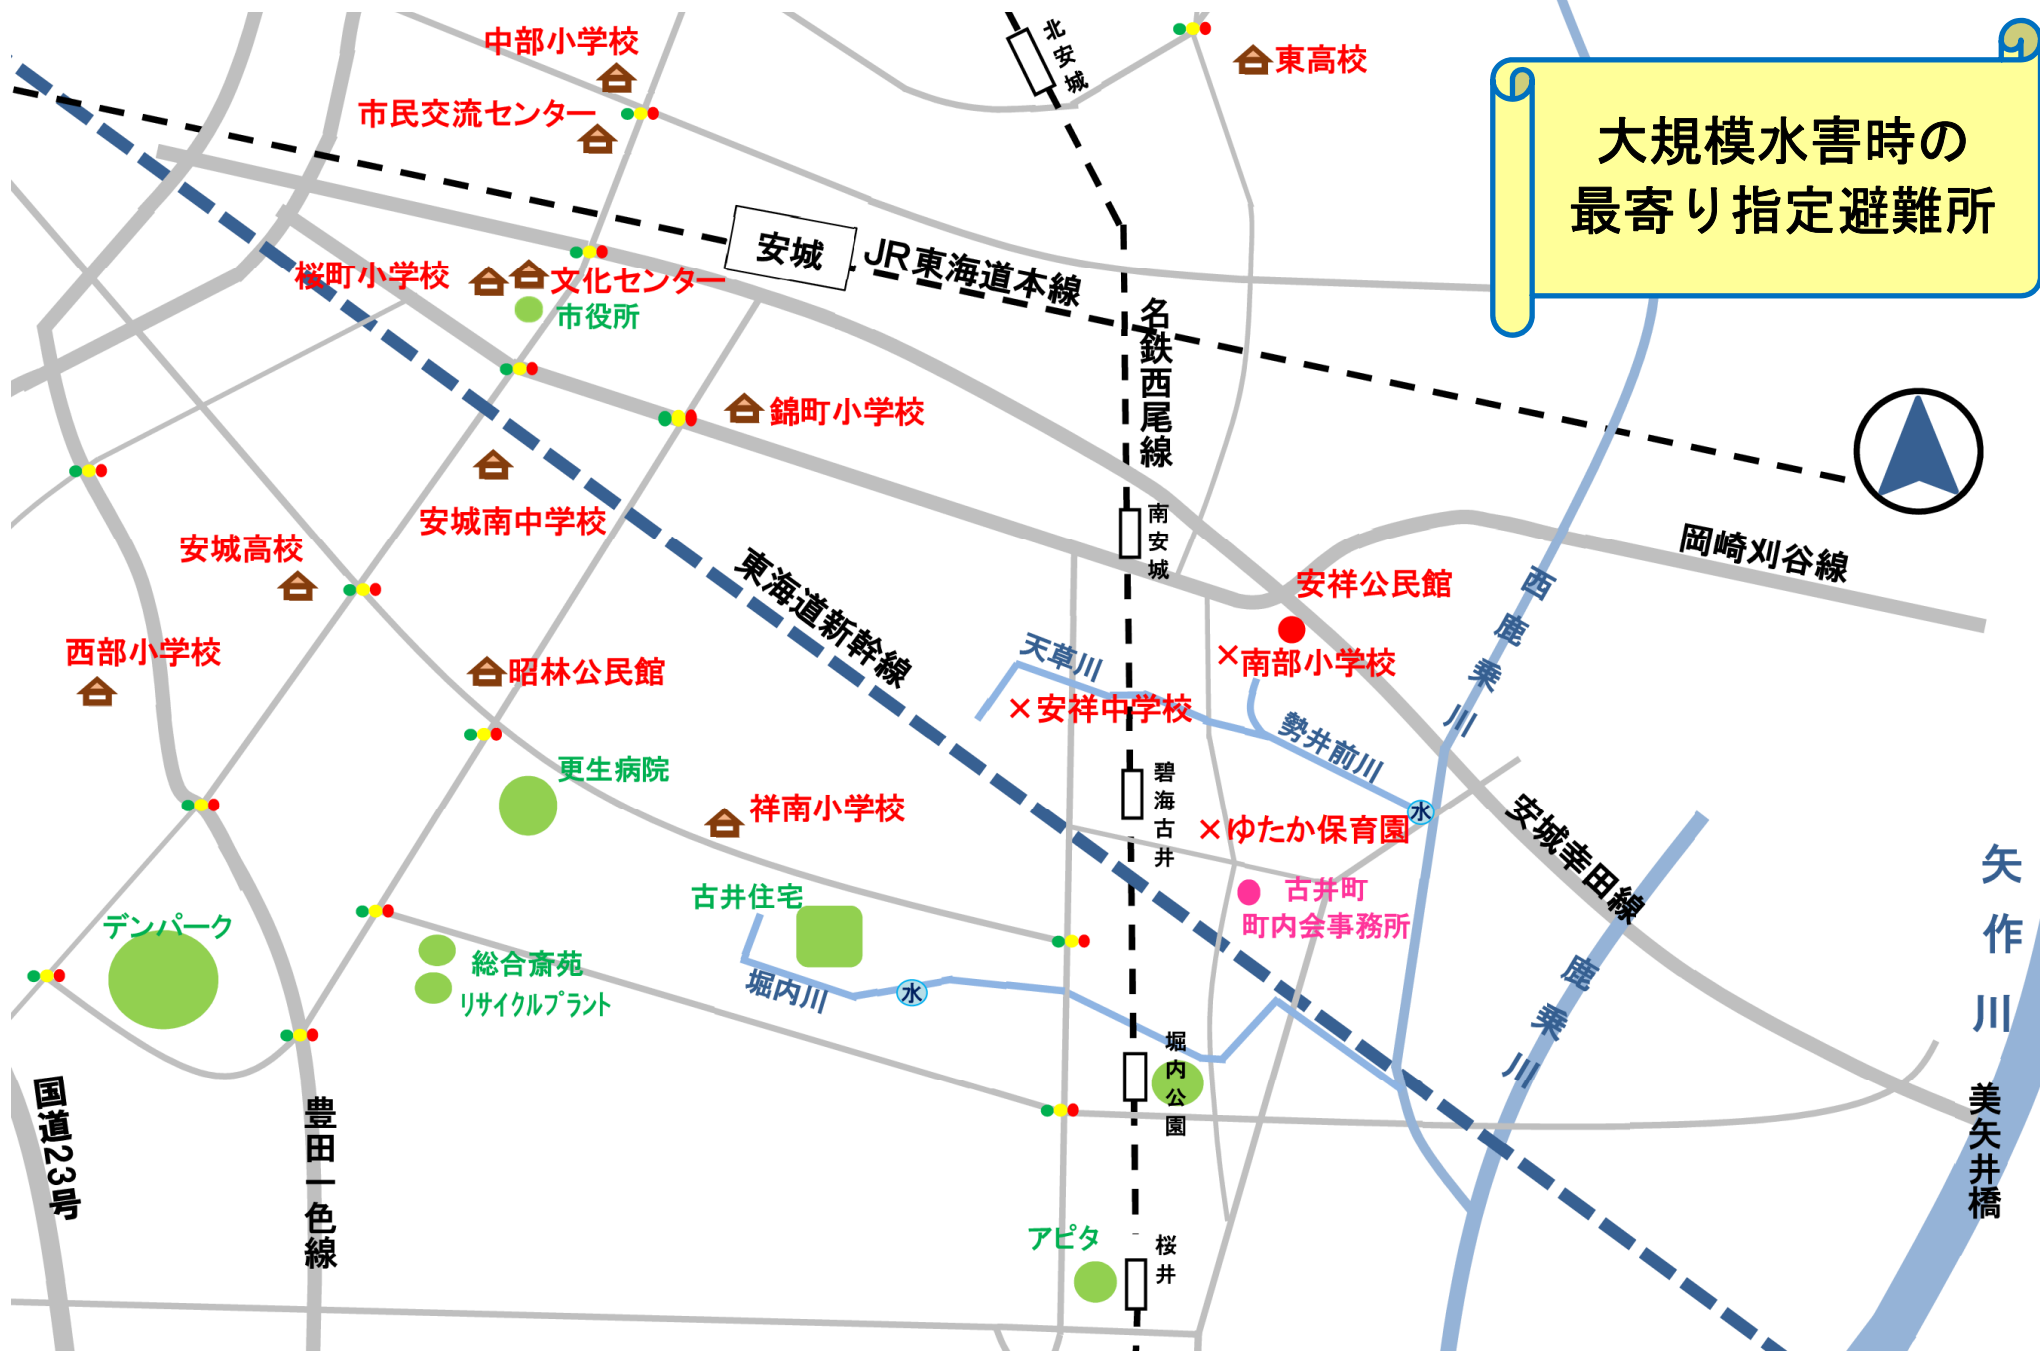 大規模水害時の
最寄り指定避難所
中部小学校
市民交流センター
北安城
東高校
安城
JR東海道本線
桜町小学校
文化センター
市役所
名鉄西尾線
錦町小学校
安城南中学校
南安城
岡崎刈谷線
安城高校
東海道新幹線
安祥公民館
西鹿乗川
西部小学校
昭林公民館
天草川
×南部小学校
×安祥中学校
勢井前川
更生病院
碧海古井
祥南小学校
×ゆたか保育園
水
安城幸田線
矢作川
古井住宅
古井町
町内会事務所
デンパーク
総合斎苑
リサイクルプラント
堀内川
水
鹿乗川
堀内公園
国道23号
豊田一色線
美矢井橋
アピタ
桜井